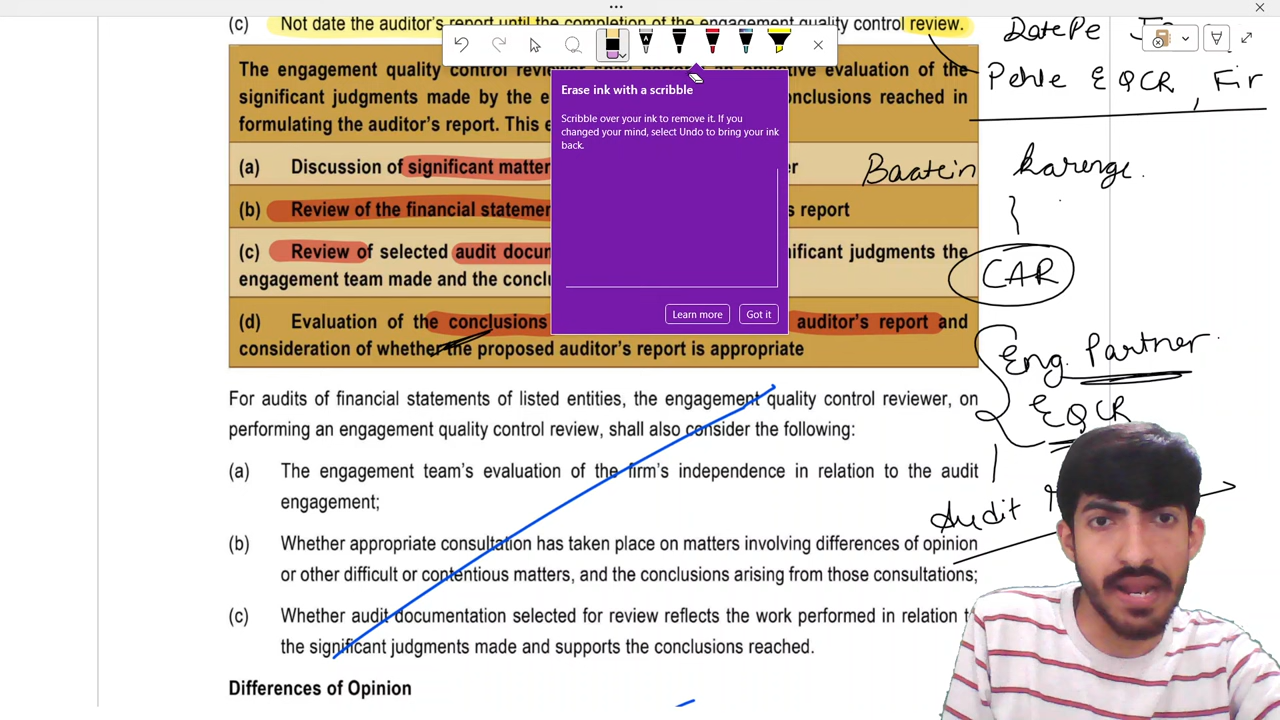 (c) Not date the auditor's report until the completion of the engagement quality control review.
The engagement quality control reviewer shall perform an objective evaluation of the
significant judgments made by the e onclusions reached in
formulating the auditor's report. This e
(a) Discussion of significant matter er
(b) Review of the financial statemen s report
(c) Review of selected audit docum nificant judgments the
engagement team made and the conclu
(d) Evaluation of the conclusions auditor's report and
consideration of whether the proposed auditor's report is appropriate
Erase ink with a scribble
Scribble over your ink to remove it. If you
changed your mind, select Undo to bring your ink
back.
Learn more Got it
For audits of financial statements of listed entities, the engagement quality control reviewer, on
performing an engagement quality control review, shall also consider the following:
(a) The engagement team's evaluation of the firm's independence in relation to the audit
engagement;
(b) Whether appropriate consultation has taken place on matters involving differences of opinion
or other difficult or contentious matters, and the conclusions arising from those consultations;
(c) Whether audit documentation selected for review reflects the work performed in relation t
the significant judgments made and supports the conclusions reached.
Differences of Opinion
Date Pe
Pehle EQCR, Fir
Baatein karenge.
CAR
Eng. Partner
EQCR
Audit